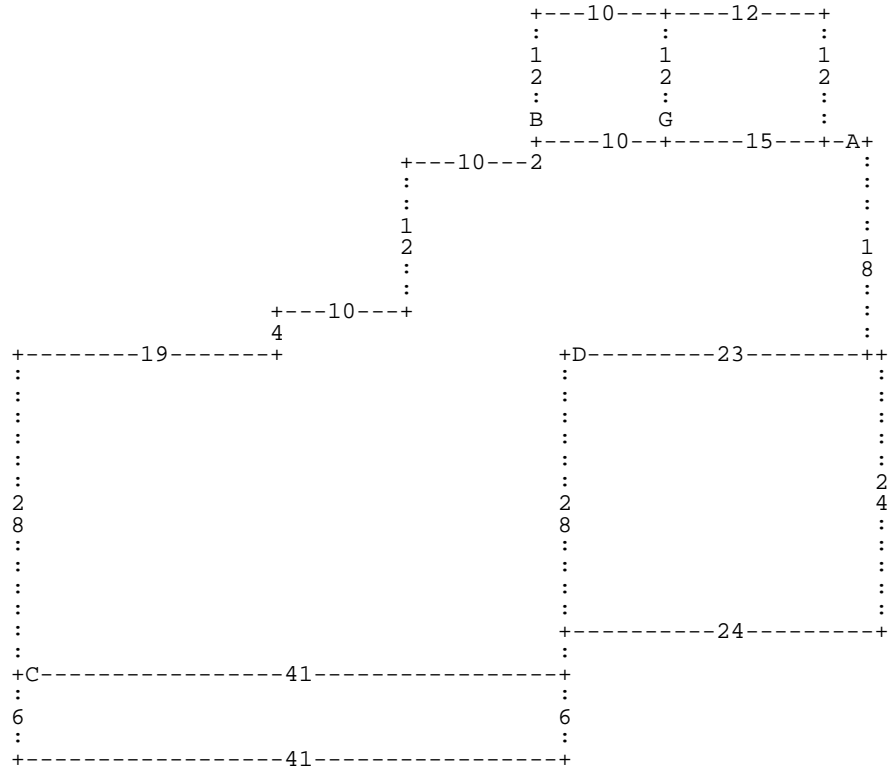 +---10---+----12----+
:        :          :
1        1          1
2        2          2
:        :          :
B        G          :
+---10---+-----15---+-A+
+---10---2             :
:                      :
:                      :
1                      :
2                      1
:                      8
:                      :
+---10---+             :
4                      :
+--------19-------+                   +D---------23---------++
:                                     :                     :
:                                     :                     :
:                                     :                     :
:                                     :                     :
:                                     :                     2
2                                     2                     4
8                                     8                     :
:                                     :                     :
:                                     :                     :
:                                     :                     :
:                                     :                     :
:                                     +----------24---------+
:                                     :
+C-----------------41-----------------+
:                                     :
6                                     6
:                                     :
+------------------41-----------------+